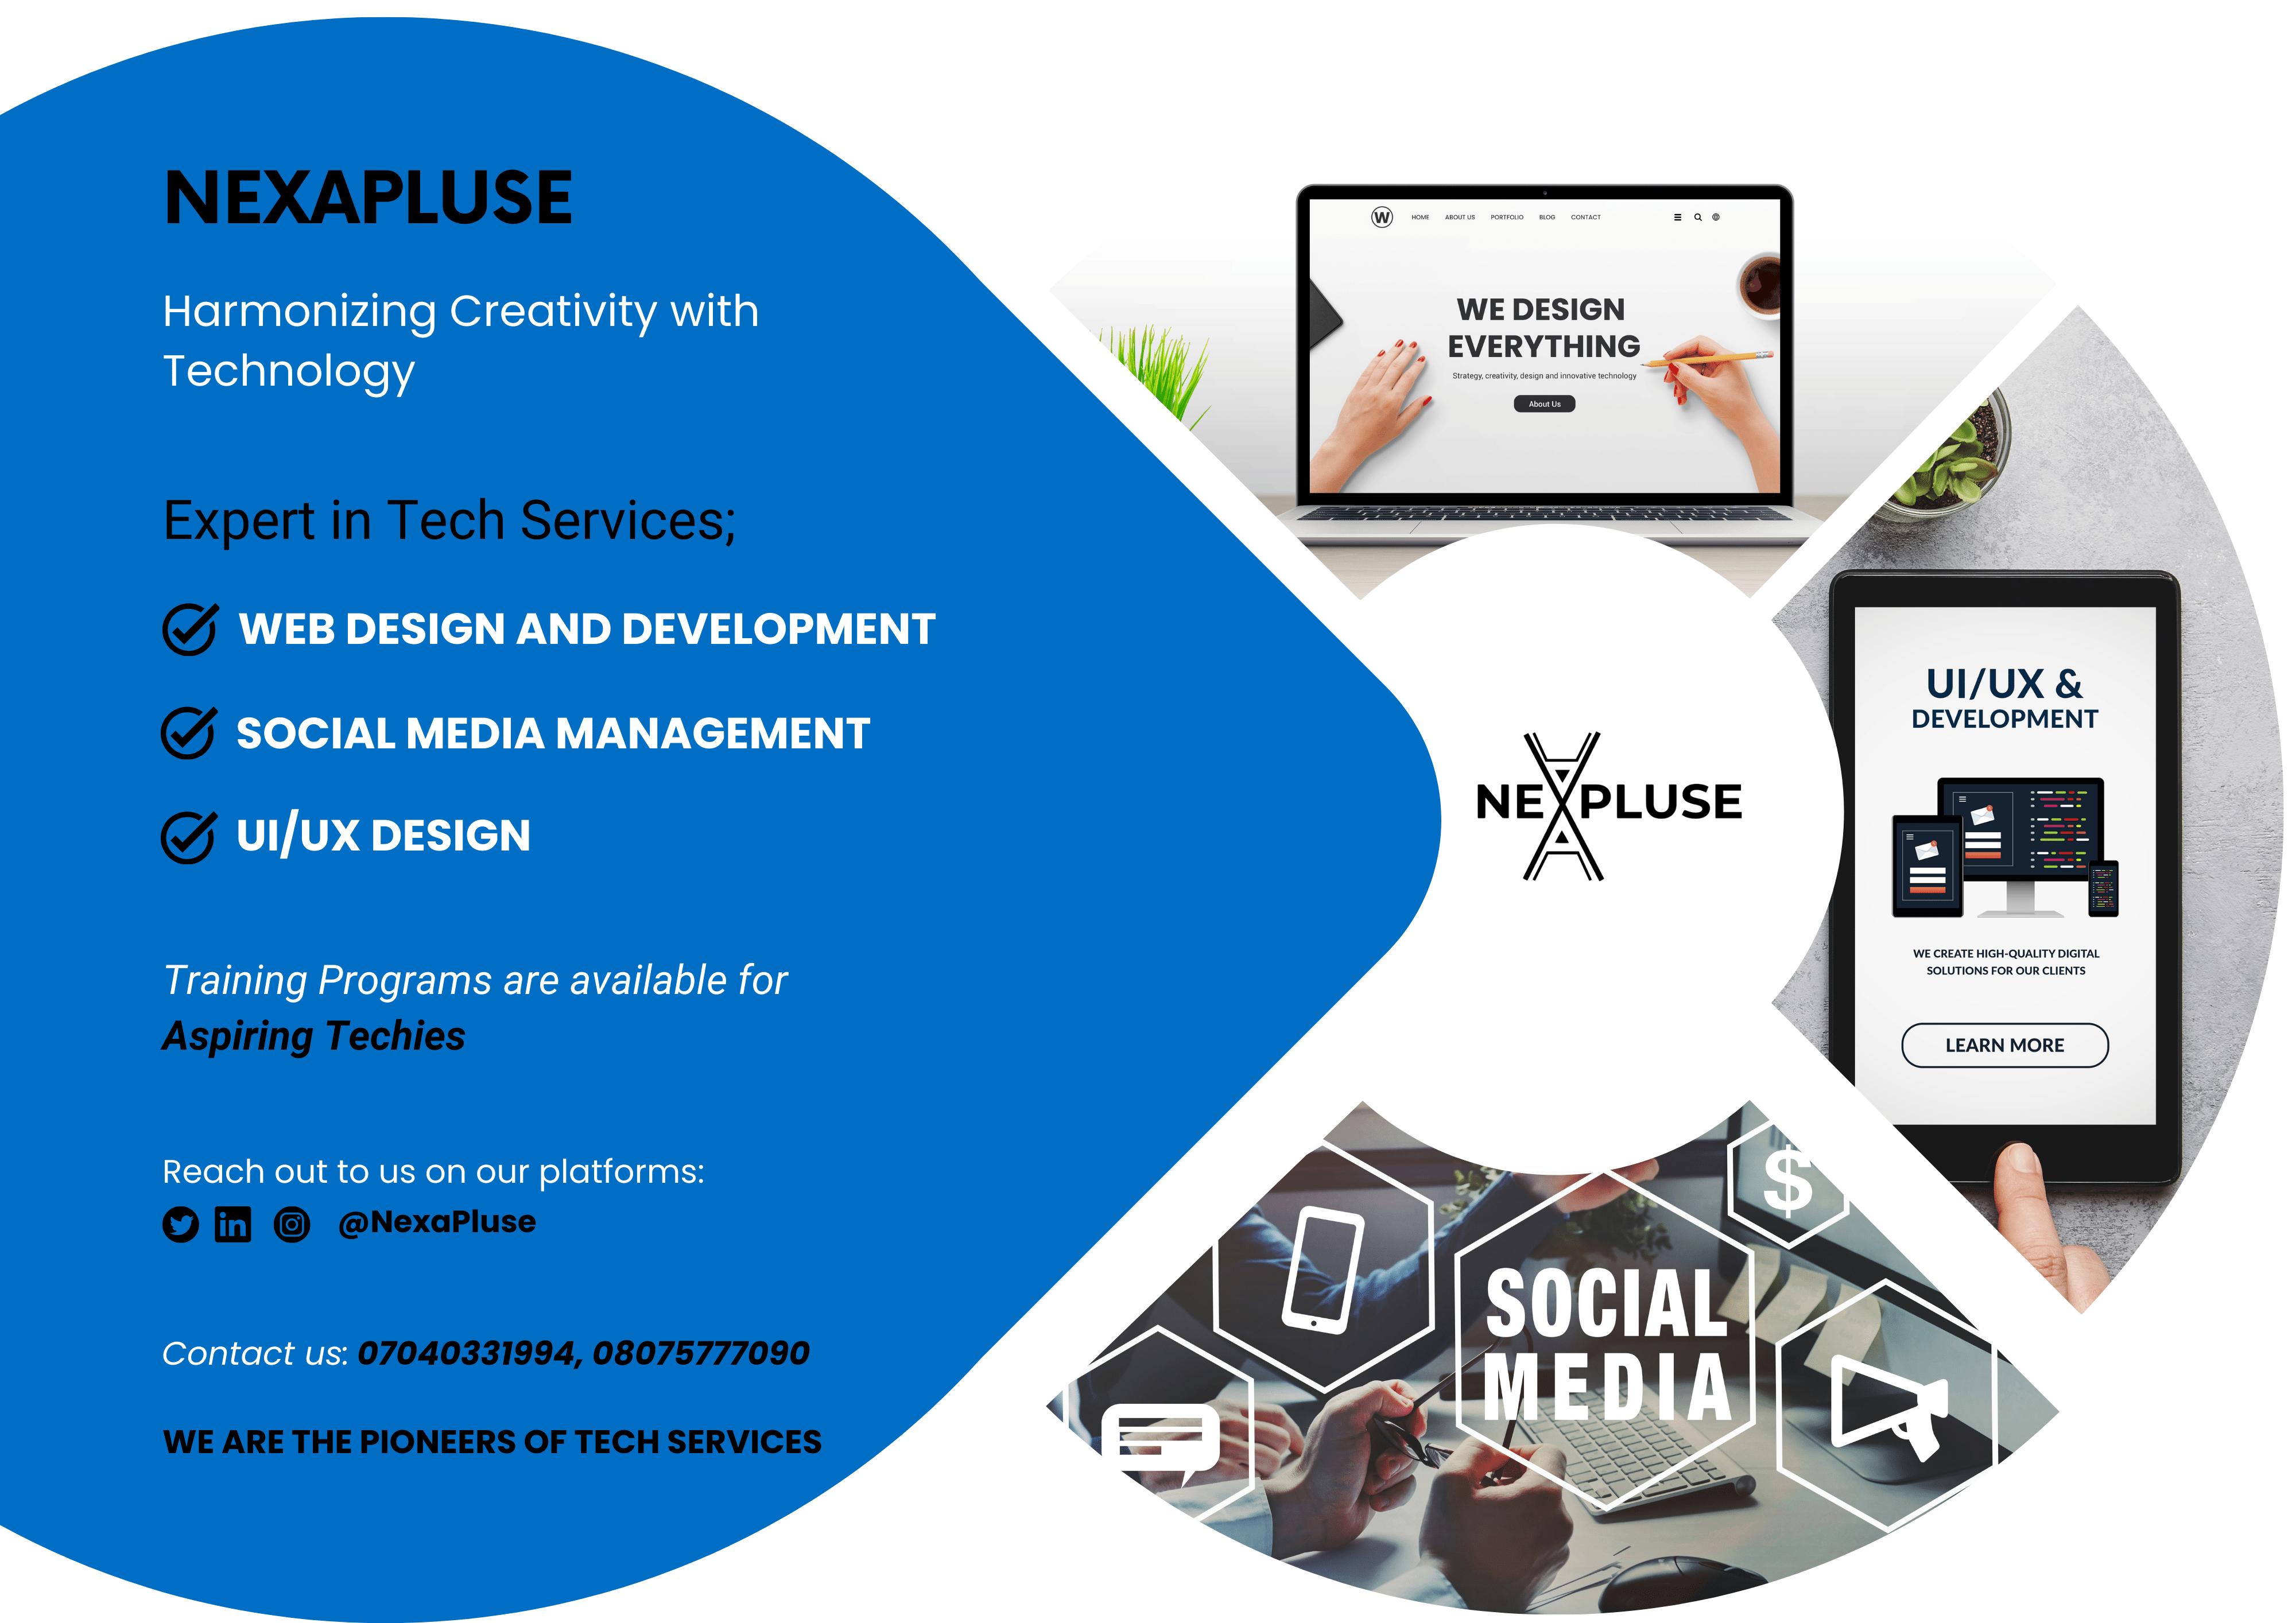 NEXAPLUSE
Harmonizing Creativity with
Technology
Expert in Tech Services;
WEB DESIGN AND DEVELOPMENT
SOCIAL MEDIA MANAGEMENT
UI/UX DESIGN
Training Programs are available for
Aspiring Techies
Reach out to us on our platforms:
in
@NexaPluse
Contact us: 07040331994, 08075777090
WE ARE THE PIONEERS OF TECH SERVICES
W HOME ABOUT US PORTFOLIO BLOG CONTACT
WE DESIGN
EVERYTHING
Strategy, creativity, design and innovative technology
About Us
NEXPLUSE
UI/UX &
DEVELOPMENT
WE CREATE HIGH-QUALITY DIGITAL
SOLUTIONS FOR OUR CLIENTS
LEARN MORE
$
SOCIAL
MEDIA